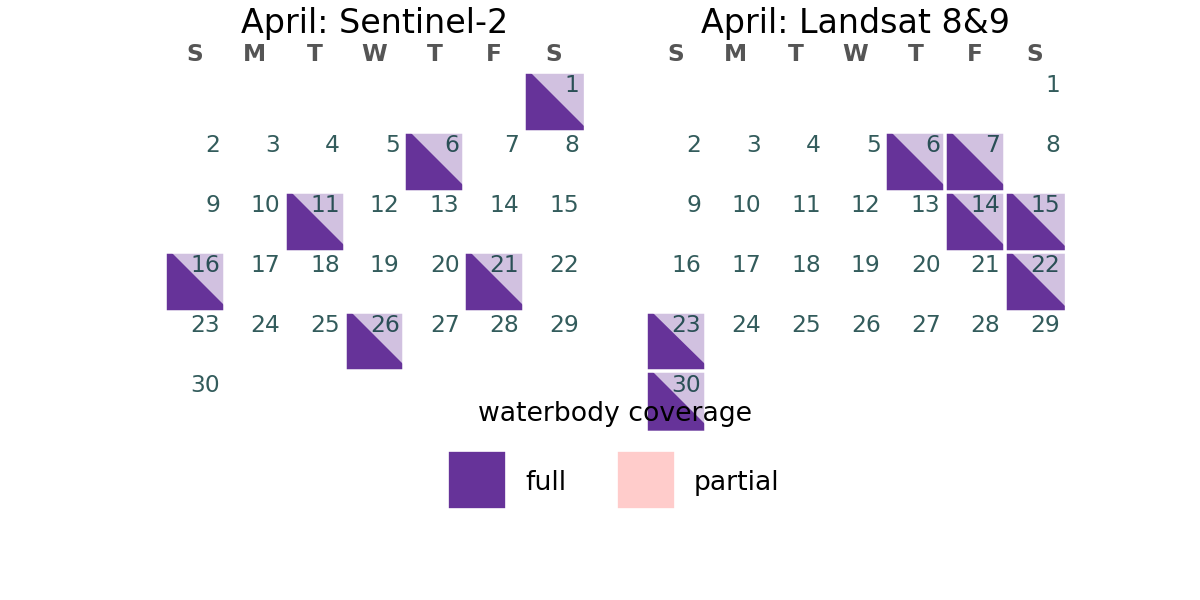 April: Sentinel-2
S M T W T F S
1
2 3 4 5 6 7 8
9 10 11 12 13 14 15
16 17 18 19 20 21 22
23 24 25 26 27 28 29
30
April: Landsat 8&9
S M T W T F S
1
2 3 4 5 6 7 8
9 10 11 12 13 14 15
16 17 18 19 20 21 22
23 24 25 26 27 28 29
30
waterbody coverage
full partial